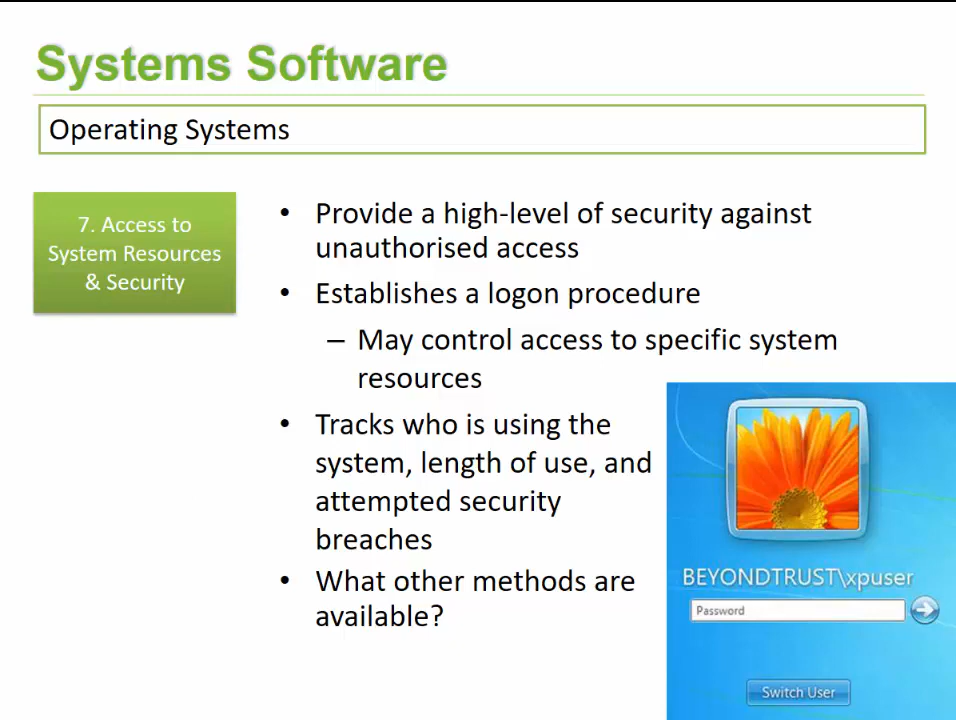 Systems Software
Operating Systems
7. Access to
System Resources
& Security
• Provide a high-level of security against
unauthorised access
• Establishes a logon procedure
– May control access to specific system
resources
• Tracks who is using the
system, length of use, and
attempted security
breaches
• What other methods are
available?
BEYONDTRUST\xpuser
Password
Switch User